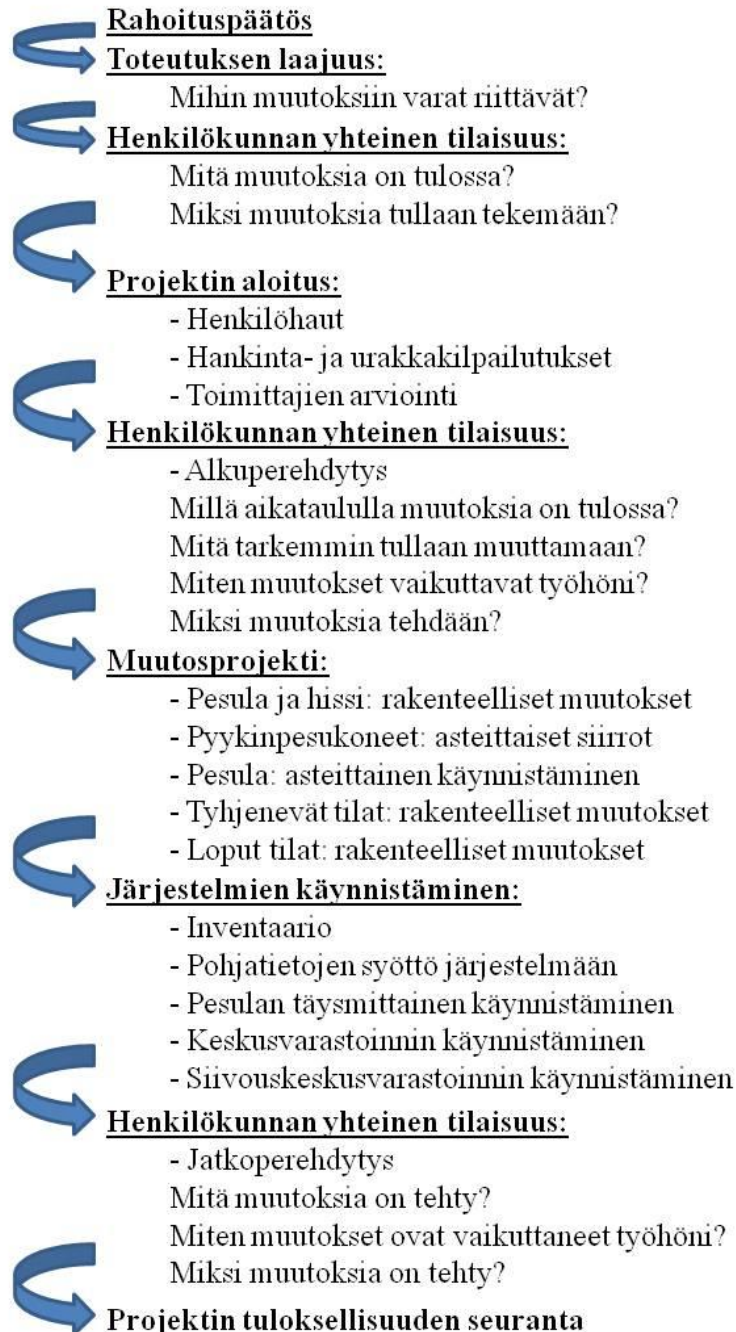 Rahoituspäätös
Toteutuksen laajuus:
Mihin muutoksiin varat riittävät?
Henkilökunnan yhteinen tilaisuus:
Mitä muutoksia on tulossa?
Miksi muutoksia tullaan tekemään?
Projektin aloitus:
- Henkilöhaut
- Hankinta- ja urakkakilpailutukset
- Toimittajien arviointi
Henkilökunnan yhteinen tilaisuus:
- Alkuperehdytys
Millä aikataululla muutoksia on tulossa?
Mitä tarkemmin tullaan muuttamaan?
Miten muutokset vaikuttavat työhöni?
Miksi muutoksia tehdään?
Muutosprojekti:
- Pesula ja hissi: rakenteelliset muutokset
- Pyykinpesukoneet: asteittaiset siirrot
- Pesula: asteittainen käynnistäminen
- Tyhjenevät tilat: rakenteelliset muutokset
- Loput tilat: rakenteelliset muutokset
Järjestelmien käynnistäminen:
- Inventaario
- Pohjatietojen syöttö järjestelmään
- Pesulan täysmittainen käynnistäminen
- Keskusvarastoinnin käynnistäminen
- Siivouskeskusvarastoinnin käynnistäminen
Henkilökunnan yhteinen tilaisuus:
- Jatkoperehdytys
Mitä muutoksia on tehty?
Miten muutokset ovat vaikuttaneet työhöni?
Miksi muutoksia on tehty?
Projektin tuloksellisuuden seuranta